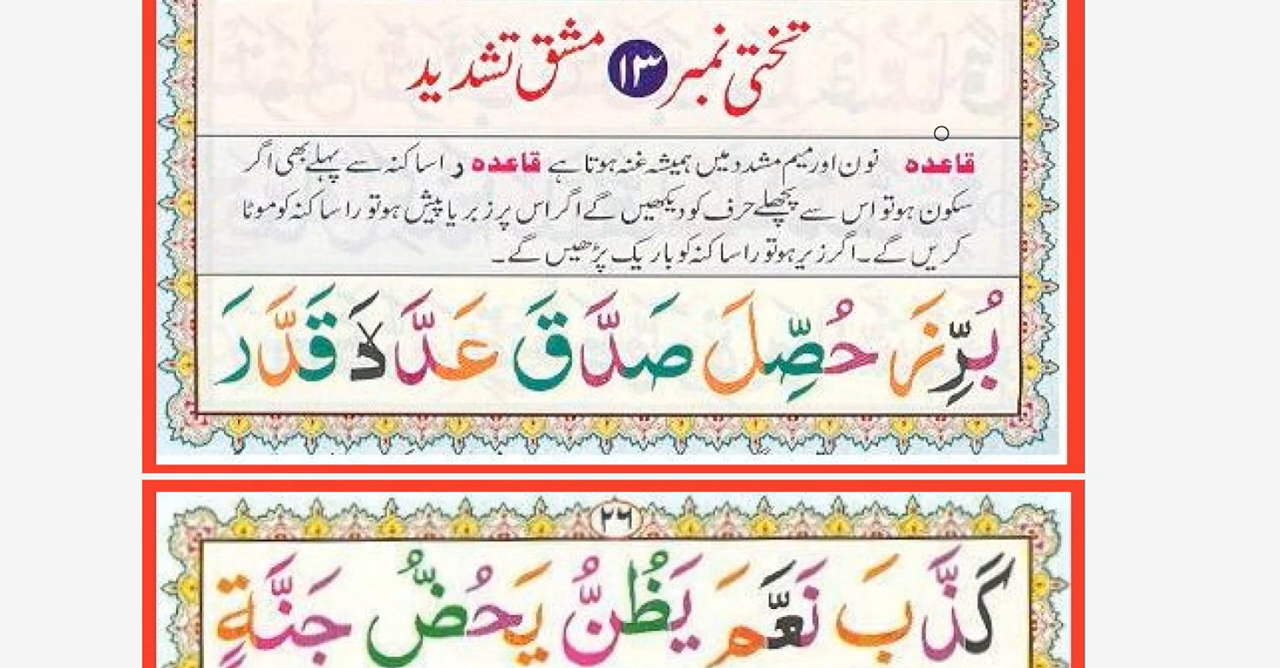 تختی نمبر ۱۳ مشق تشدید
قاعدہ نون اور میم مشدد میں ہمیشہ غنہ ہوتا ہے قاعدہ را ساکنہ سے پہلے بھی اگر
سکون ہو تو اس سے پچھلے حرف کو دیکھیں گے اگر اس پر زبر یا پیش ہو تو را ساکنہ کو موٹا
کریں گے۔ اگر زیر ہو تو را ساکنہ کو باریک پڑھیں گے۔
بُرِّزَ حُصِّلَ صَدَّقَ عَدَّدَ قَدَّرَ
۲۶
كَذَّبَ نَعَّمَ يَظُنُّ يَحُضُّ جَنَّةٍ